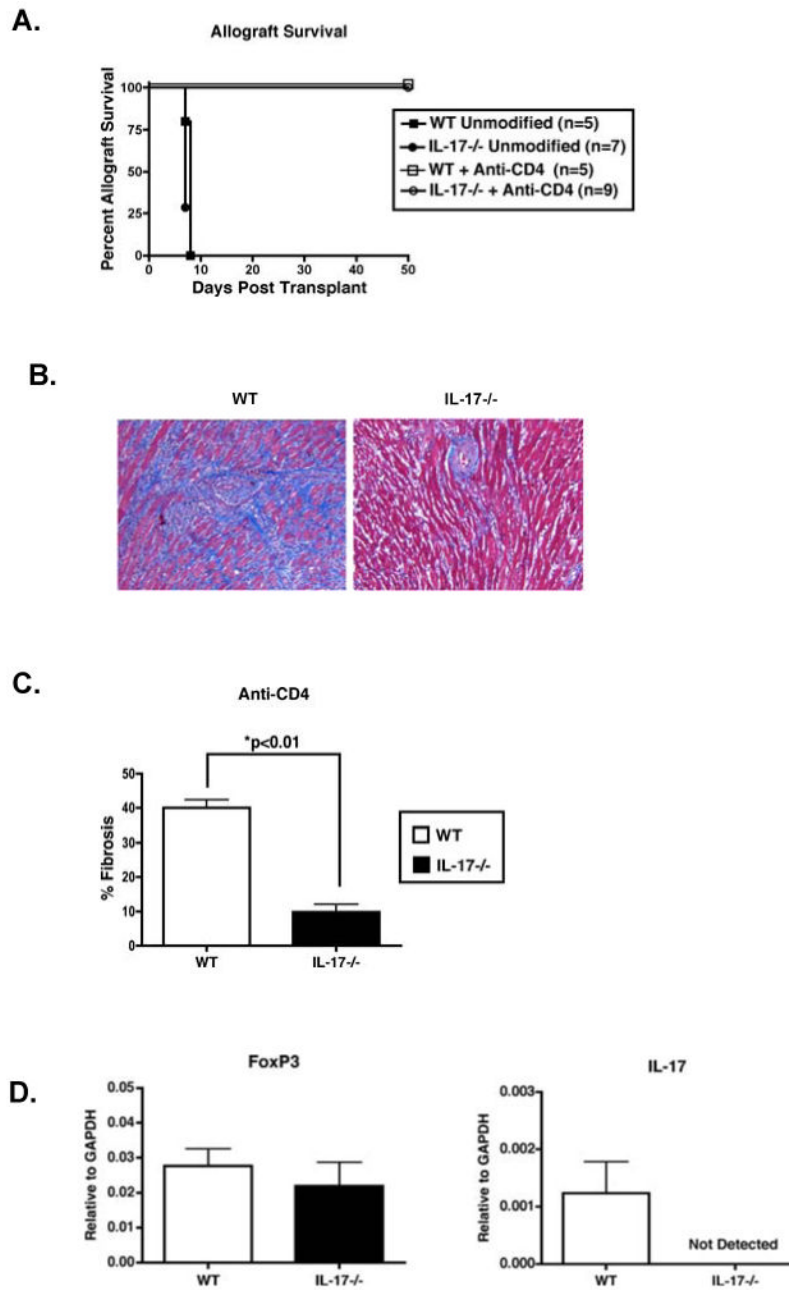 A.
Allograft Survival
Percent Allograft Survival
100
75
50
25
0
0 10 20 30 40 50
Days Post Transplant
WT Unmodified (n=5)
IL-17-/- Unmodified (n=7)
WT + Anti-CD4 (n=5)
IL-17-/- + Anti-CD4 (n=9)
B.
WT IL-17-/-
C.
Anti-CD4
*p<0.01
% Fibrosis
50
40
30
20
10
0
WT IL-17-/-
WT
IL-17-/-
D.
FoxP3
Relative to GAPDH
0.05
0.04
0.03
0.02
0.01
0.00
WT IL-17-/-
IL-17
Relative to GAPDH
0.003
0.002
0.001
0.000
Not Detected
WT IL-17-/-